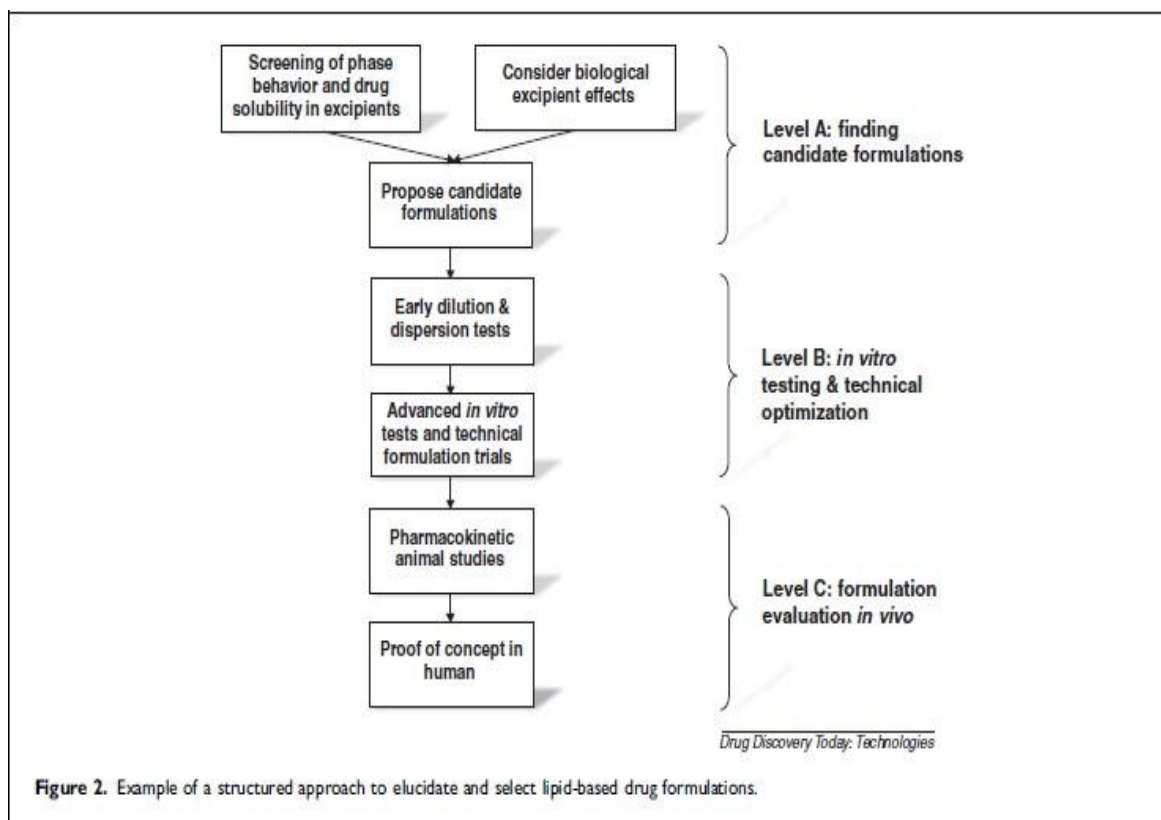 Screening of phase
behavior and drug
solubility in excipients
Consider biological
excipient effects
Level A: finding
candidate formulations
Propose candidate
formulations
Early dilution &
dispersion tests
Level B: in vitro
testing & technical
optimization
Advanced in vitro
tests and technical
formulation trials
Pharmacokinetic
animal studies
Level C: formulation
evaluation in vivo
Proof of concept in
human
Drug Discovery Today: Technologies
Figure 2. Example of a structured approach to elucidate and select lipid-based drug formulations.